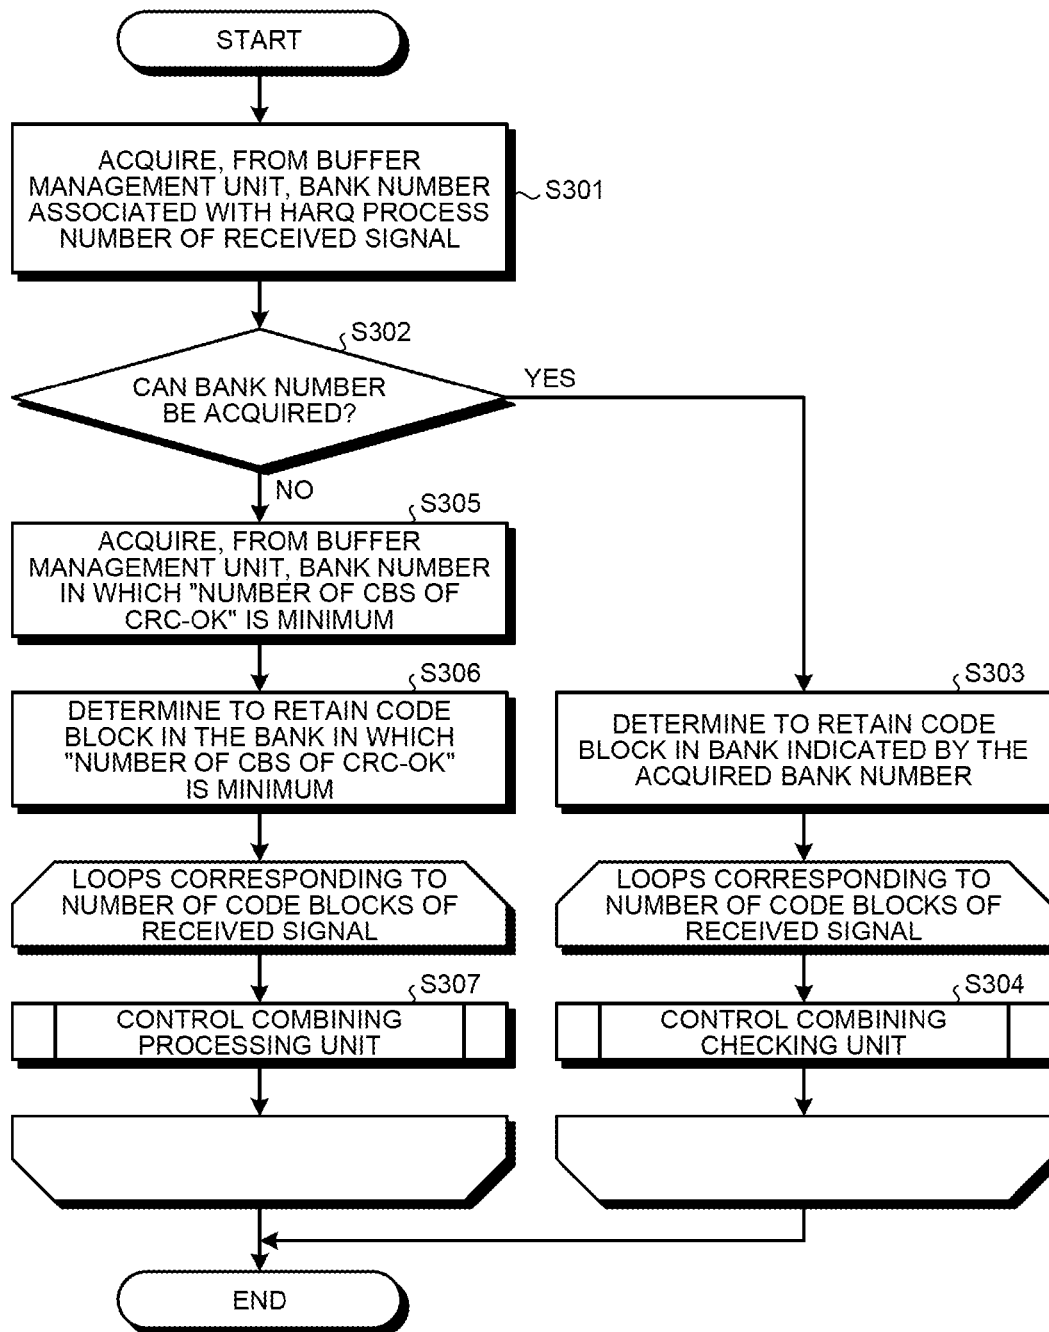 START
ACQUIRE, FROM BUFFER
MANAGEMENT UNIT, BANK NUMBER
ASSOCIATED WITH HARQ PROCESS
NUMBER OF RECEIVED SIGNAL
S301
S302
CAN BANK NUMBER
BE ACQUIRED?
YES
NO
S305
ACQUIRE, FROM BUFFER
MANAGEMENT UNIT, BANK NUMBER
IN WHICH "NUMBER OF CBS OF
CRC-OK" IS MINIMUM
S306
DETERMINE TO RETAIN CODE
BLOCK IN THE BANK IN WHICH
"NUMBER OF CBS OF CRC-OK"
IS MINIMUM
S303
DETERMINE TO RETAIN CODE
BLOCK IN BANK INDICATED BY THE
ACQUIRED BANK NUMBER
LOOPS CORRESPONDING TO
NUMBER OF CODE BLOCKS OF
RECEIVED SIGNAL
LOOPS CORRESPONDING TO
NUMBER OF CODE BLOCKS OF
RECEIVED SIGNAL
S307
CONTROL COMBINING
PROCESSING UNIT
S304
CONTROL COMBINING
CHECKING UNIT
END